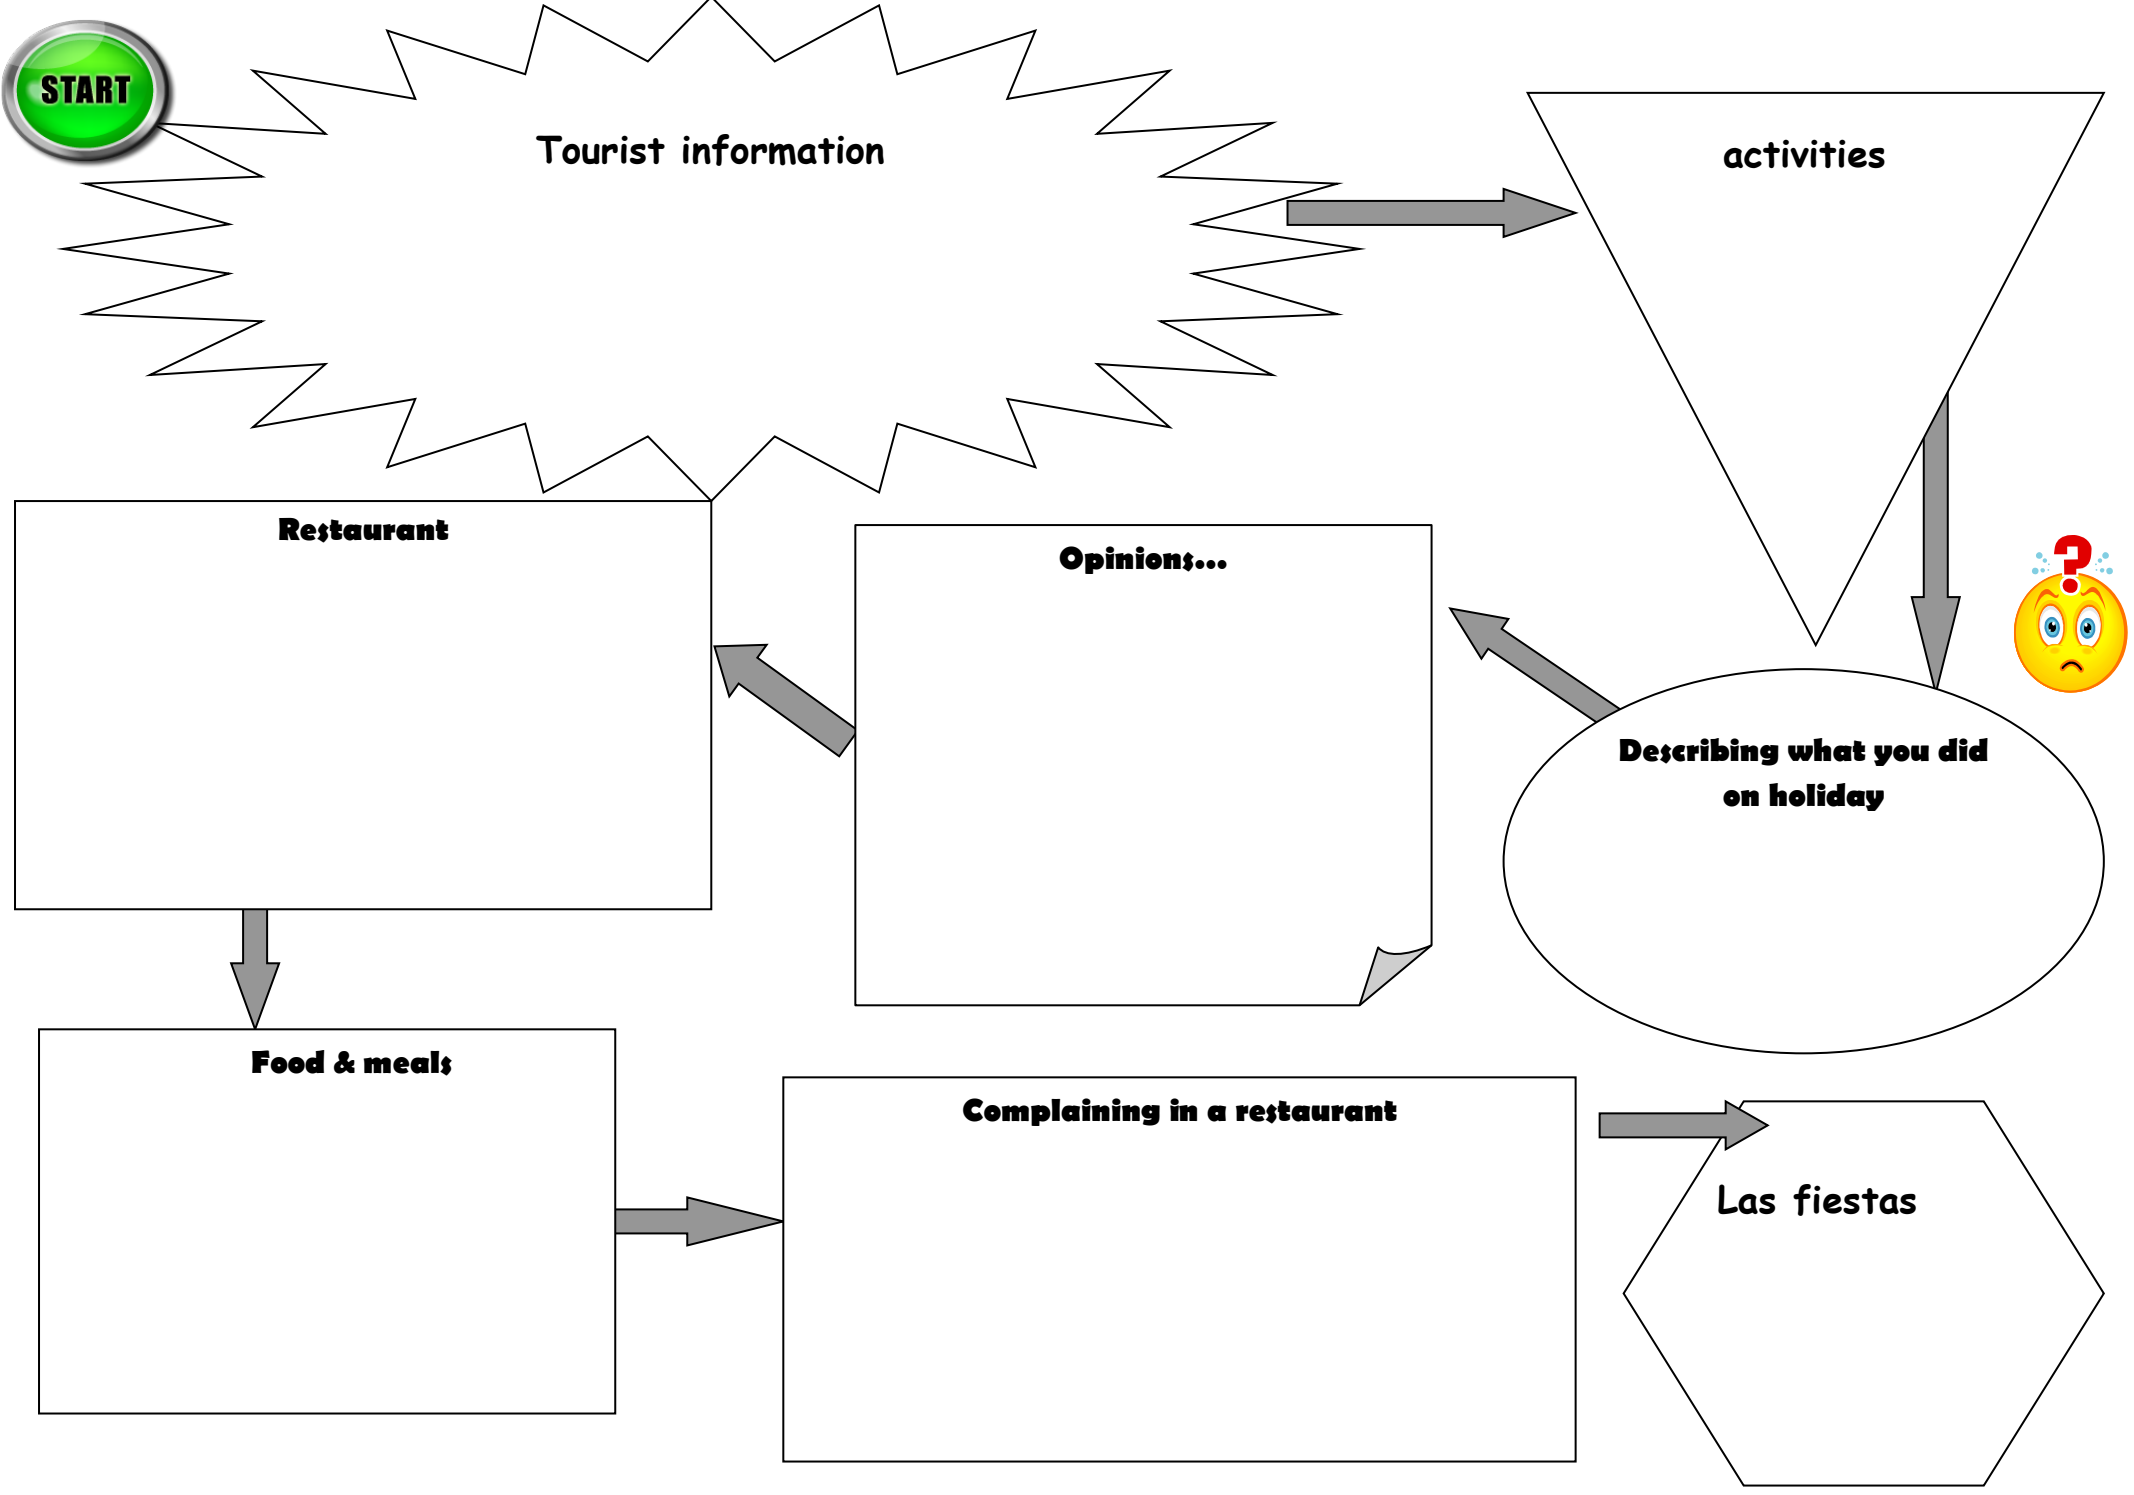 START
Tourist information
activities
Describing what you did
on holiday
Opinions...
Restaurant
Food & meals
Complaining in a restaurant
Las fiestas